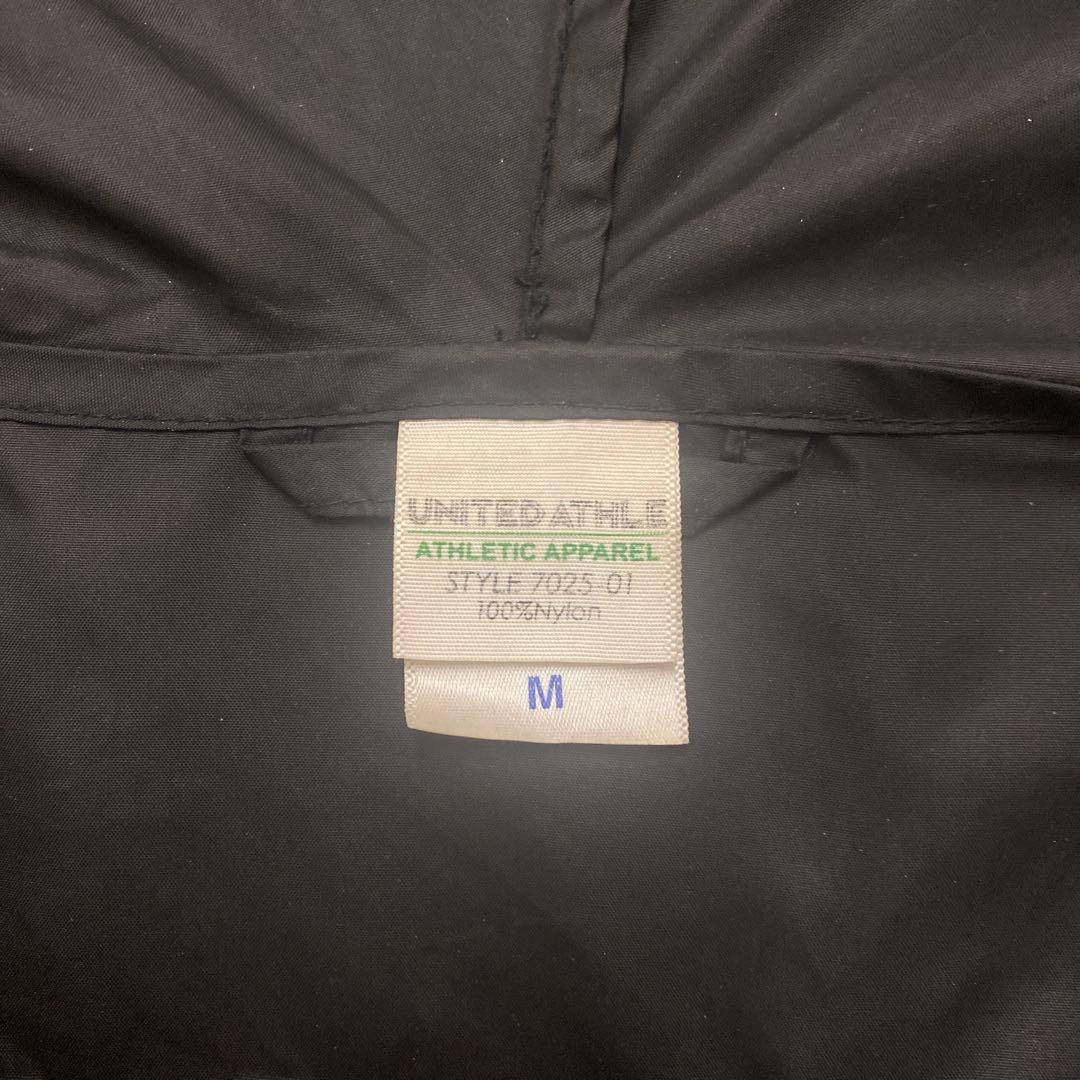 UNITED ATHLE
ATHLETIC APPAREL
STYLE 7025-01
100%Nylon
M